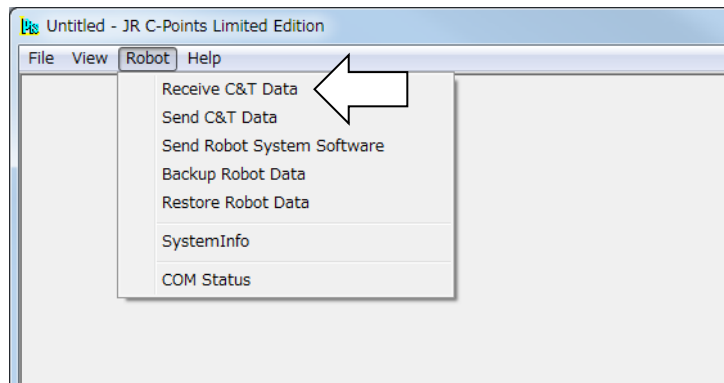 Pts Untitled - JR C-Points Limited Edition
File View Robot Help
Receive C&T Data
Send C&T Data
Send Robot System Software
Backup Robot Data
Restore Robot Data
SystemInfo
COM Status